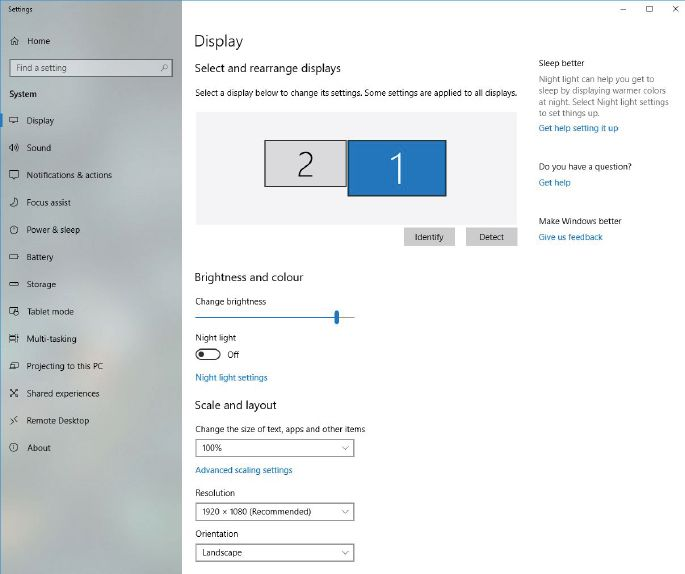 Settings
Home
Find a setting
System
Display
Sound
Notifications & actions
Focus assist
Power & sleep
Battery
Storage
Tablet mode
Multi-tasking
Projecting to this PC
Shared experiences
Remote Desktop
About
Display
Select and rearrange displays
Select a display below to change its settings. Some settings are applied to all displays.
2
1
Identify
Detect
Brightness and colour
Change brightness
Night light
Off
Night light settings
Scale and layout
Change the size of text, apps and other items
100%
Advanced scaling settings
Resolution
1920 × 1080 (Recommended)
Orientation
Landscape
Sleep better
Night light can help you get to
sleep by displaying warmer colors
at night. Select Night light settings
to set things up.
Get help setting it up
Do you have a question?
Get help
Make Windows better
Give us feedback